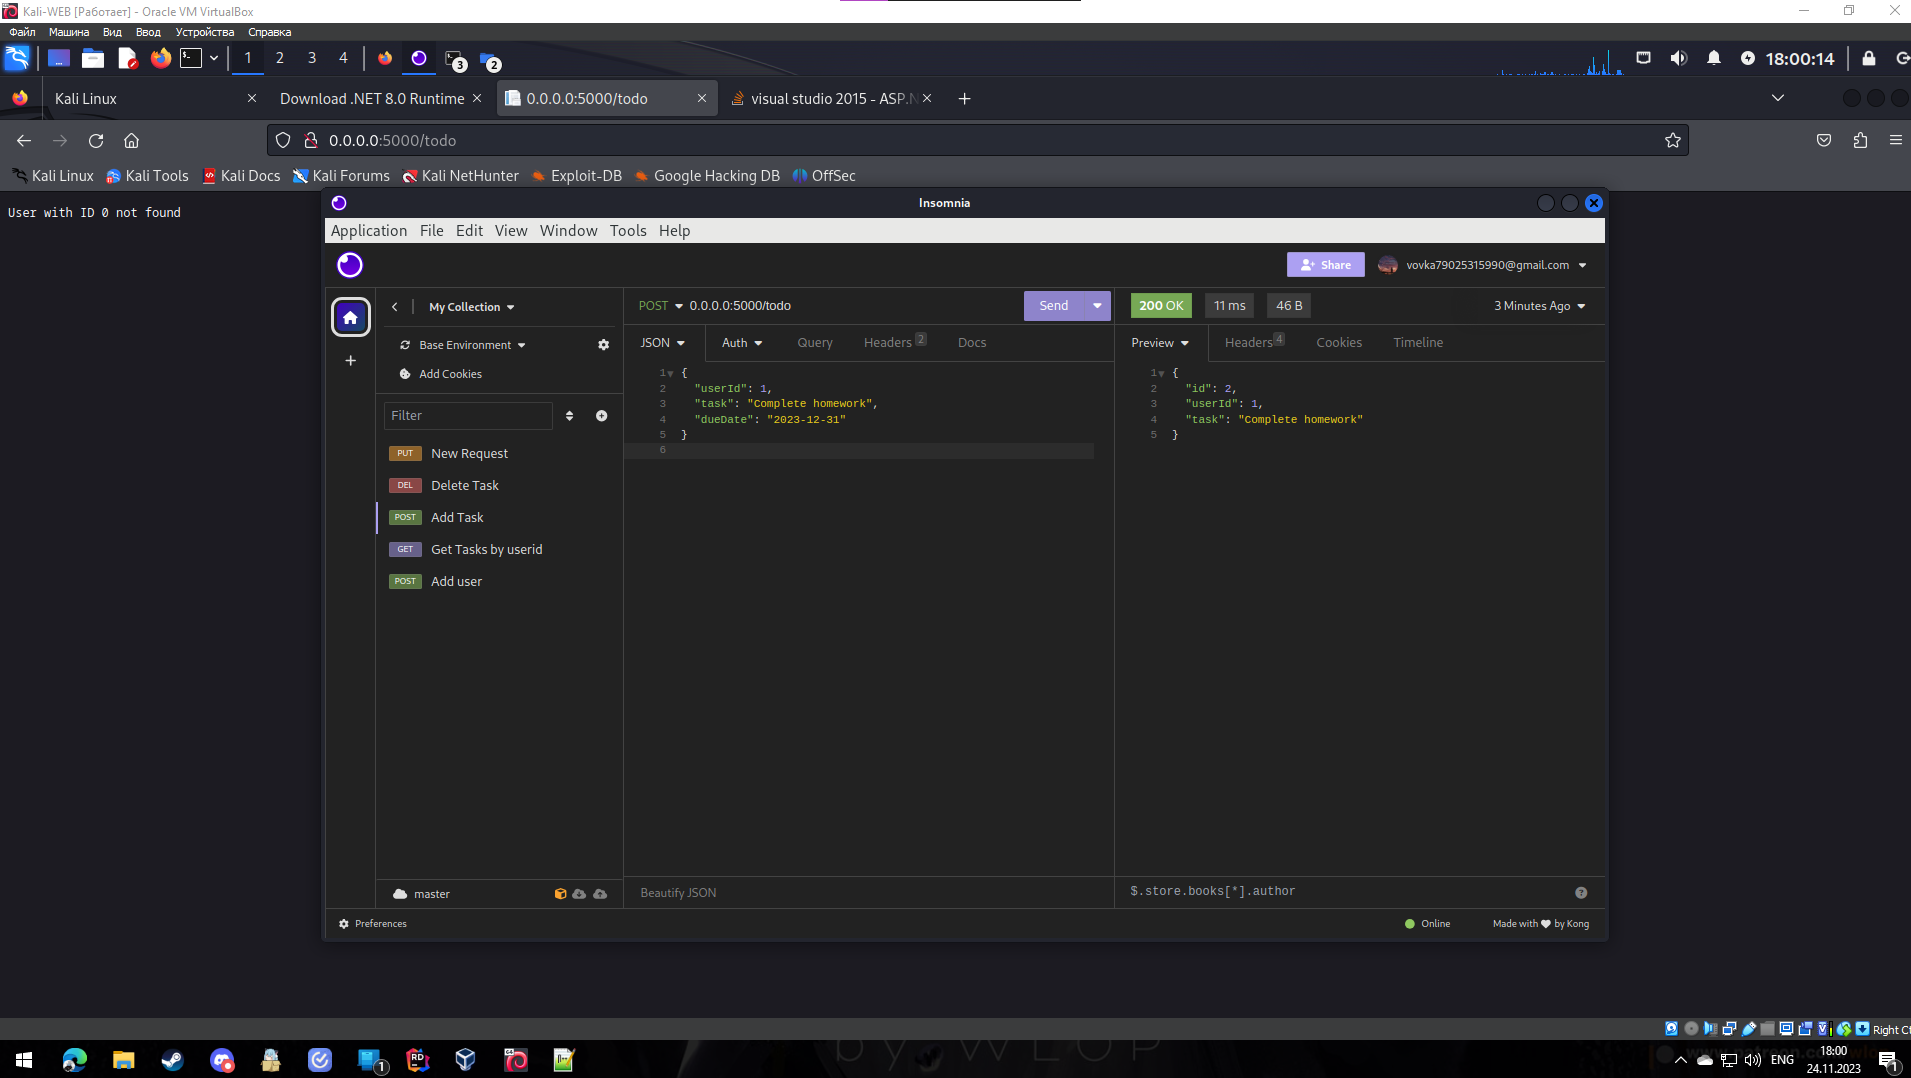 Kali-WEB [Работает] - Oracle VM VirtualBox
Файл Машина Вид Ввод Устройства Справка
1 2 3 4 3 2 18:00:14
Kali Linux Download .NET 8.0 Runtime 0.0.0.0:5000/todo visual studio 2015 - ASP.N
0.0.0.0:5000/todo
Kali Linux Kali Tools Kali Docs Kali Forums Kali NetHunter Exploit-DB Google Hacking DB OffSec
User with ID 0 not found
Insomnia
Application File Edit View Window Tools Help
Share vovka79025315990@gmail.com
My Collection
Base Environment
Add Cookies
Filter
PUT New Request
DEL Delete Task
POST Add Task
GET Get Tasks by userid
POST Add user
master
POST 0.0.0.0:5000/todo Send
JSON Auth Query Headers 2 Docs
1 {
2 "userId": 1,
3 "task": "Complete homework",
4 "dueDate": "2023-12-31"
5 }
6
Beautify JSON
200 OK 11 ms 46 B 3 Minutes Ago
Preview Headers 4 Cookies Timeline
1 {
2 "id": 2,
3 "userId": 1,
4 "task": "Complete homework"
5 }
$.store.books[*].author
Preferences Online Made with by Kong
Right Ct
by WLOP
1 ENG 18:00 1
24.11.2023